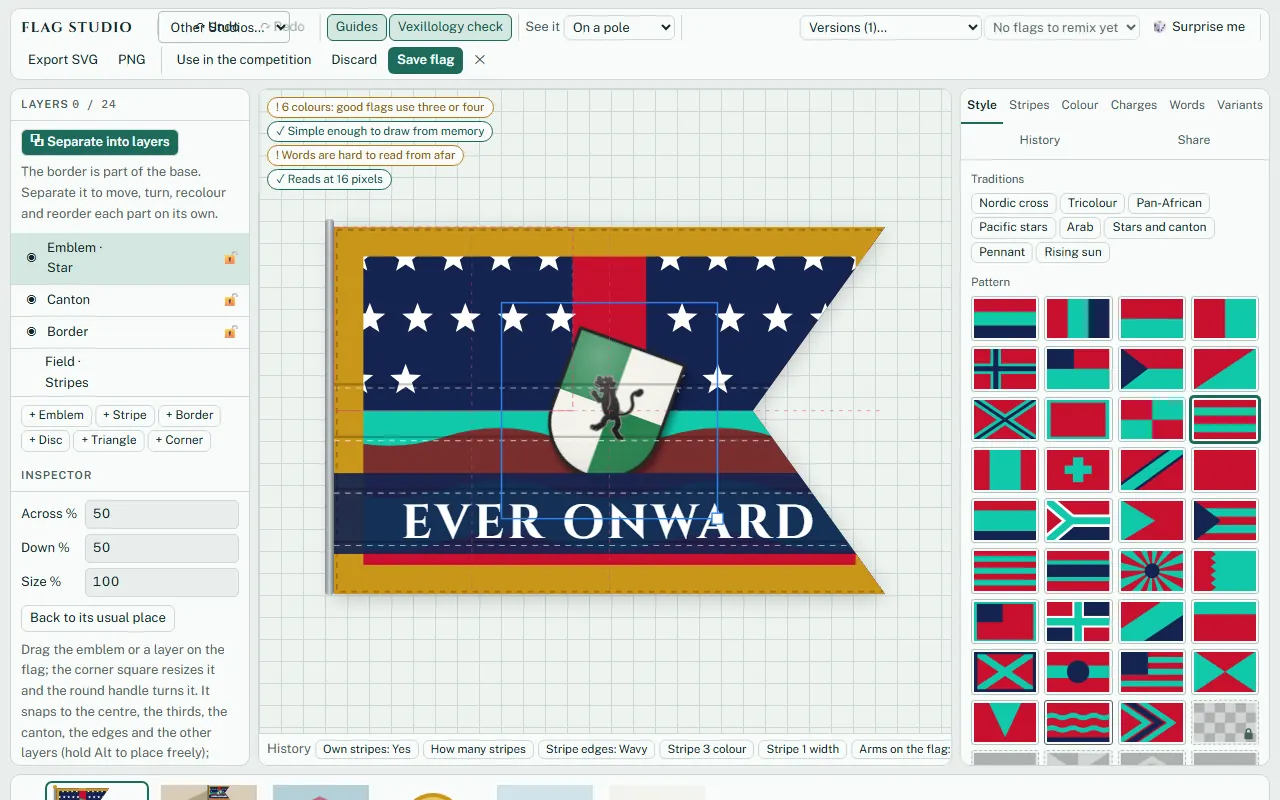 FLAG STUDIO
Other Studios...
Undo
Redo
Guides
Vexillology check
See it
On a pole
Versions (1)...
No flags to remix yet
Surprise me
Export SVG
PNG
Use in the competition
Discard
Save flag
LAYERS 0 / 24
Separate into layers
The border is part of the base.
Separate it to move, turn, recolour
and reorder each part on its own.
Emblem ·
Star
Canton
Border
Field ·
Stripes
+ Emblem
+ Stripe
+ Border
+ Disc
+ Triangle
+ Corner
INSPECTOR
Across % 50
Down % 50
Size % 100
Back to its usual place
Drag the emblem or a layer on the
flag; the corner square resizes it
and the round handle turns it. It
snaps to the centre, the thirds, the
canton, the edges and the other
layers (hold Alt to place freely);
! 6 colours: good flags use three or four
✓ Simple enough to draw from memory
! Words are hard to read from afar
✓ Reads at 16 pixels
EVER ONWARD
History
Own stripes: Yes
How many stripes
Stripe edges: Wavy
Stripe 3 colour
Stripe 1 width
Arms on the flag:
Style
Stripes
Colour
Charges
Words
Variants
History
Share
Traditions
Nordic cross
Tricolour
Pan-African
Pacific stars
Arab
Stars and canton
Pennant
Rising sun
Pattern